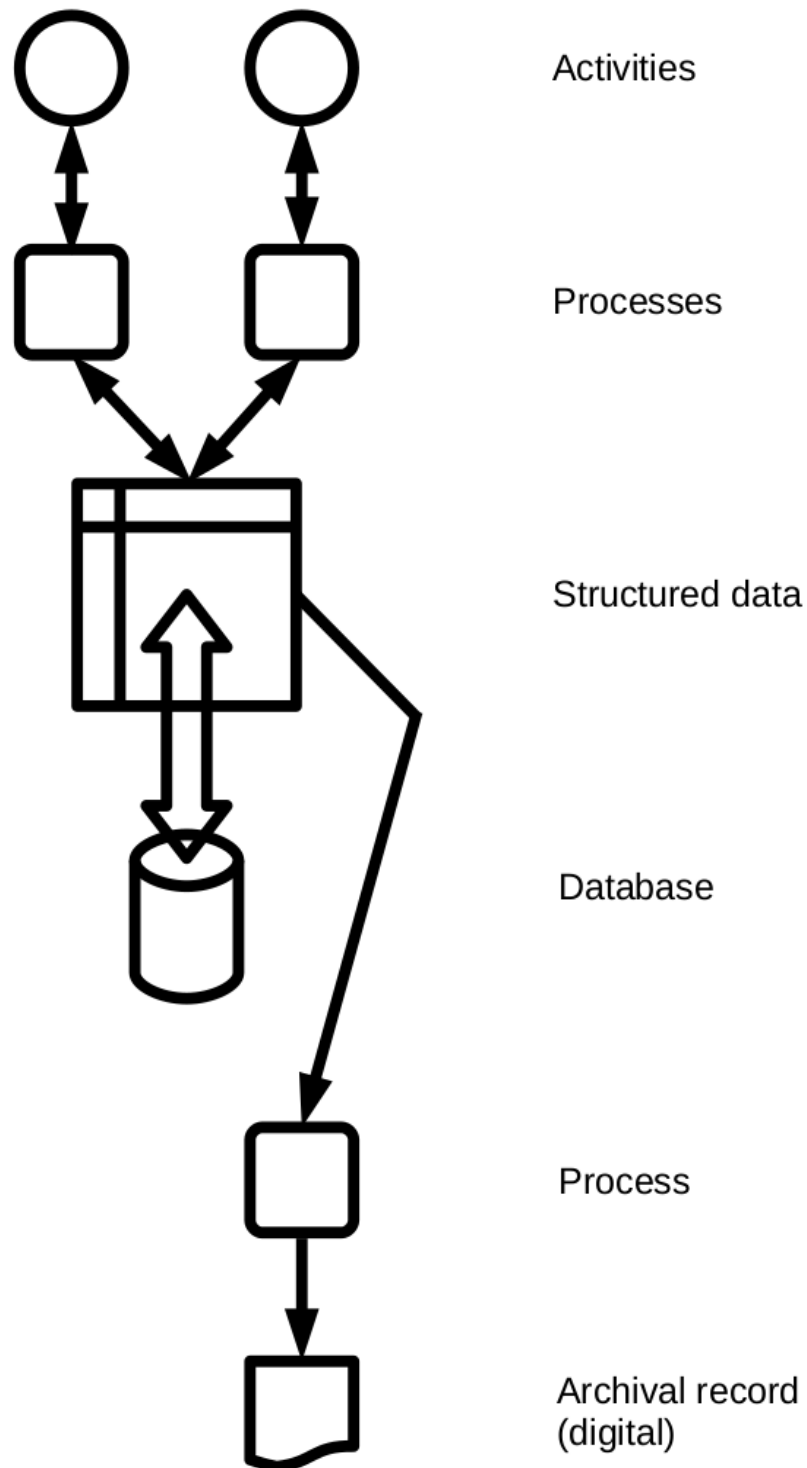 Activities
Processes
Structured data
Database
Process
Archival record
(digital)